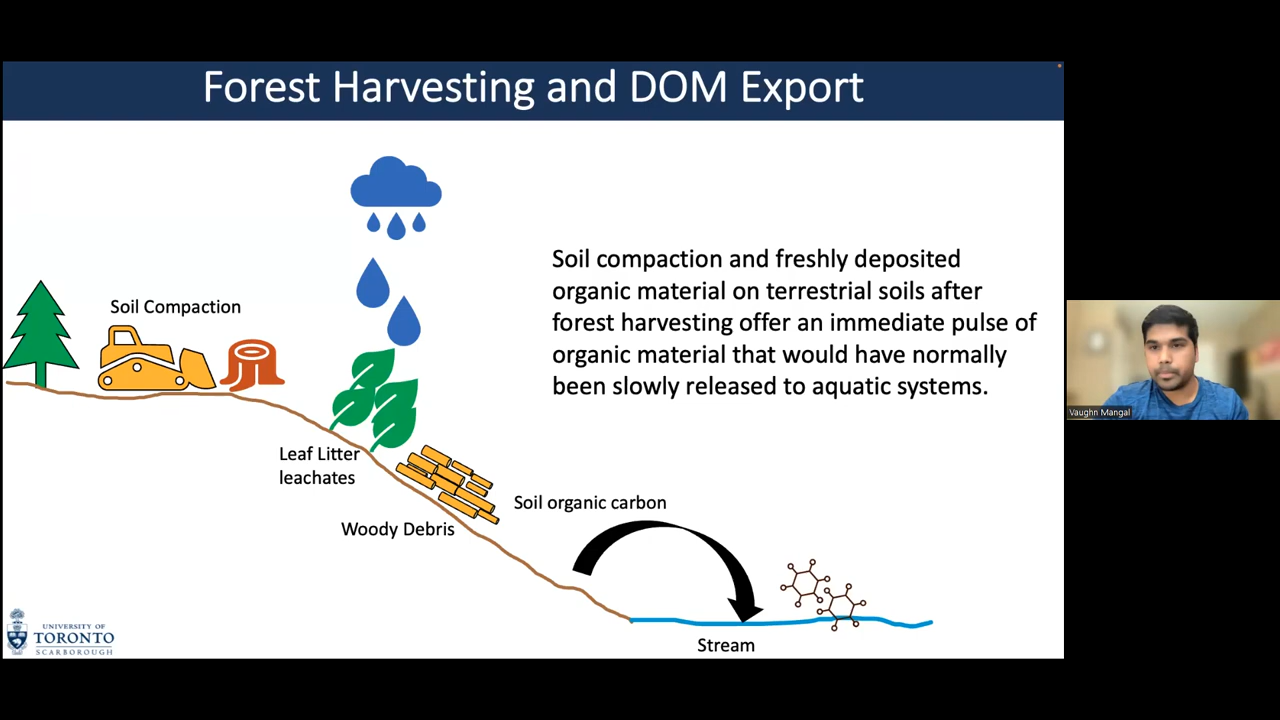 Forest Harvesting and DOM Export
Soil compaction and freshly deposited
organic material on terrestrial soils after
forest harvesting offer an immediate pulse of
organic material that would have normally
been slowly released to aquatic systems.
Soil Compaction
Leaf Litter
leachates
Woody Debris
Soil organic carbon
Stream
UNIVERSITY OF
TORONTO
SCARBOROUGH
Vaughn Mangal